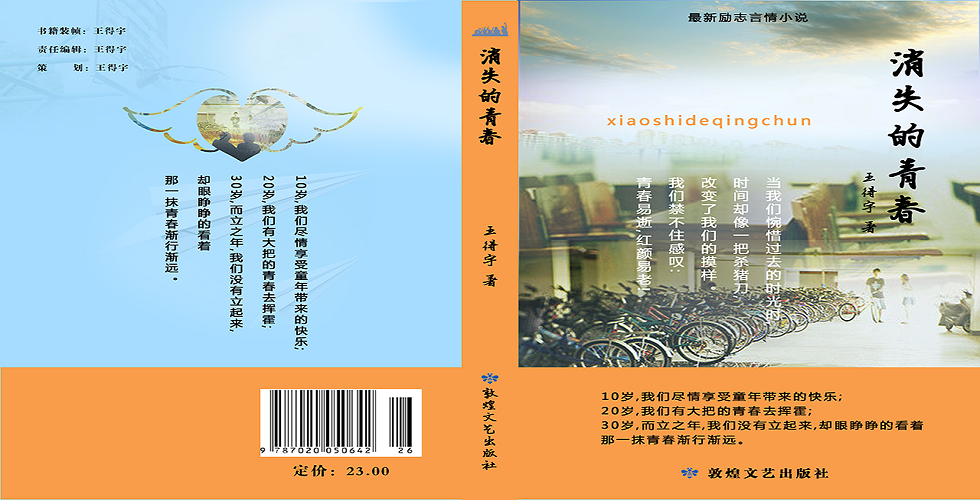 书籍装帧：王得宇
责任编辑：王得宇
策 划：王得宇
10岁,我们尽情享受童年带来的快乐;
20岁,我们有大把的青春去挥霍;
30岁,而立之年,我们没有立起来,
却眼睁睁的看着
那一抹青春渐行渐远。
9 787020 050642 26
定价：23.00
消失的青春
王得宇 著
敦煌文艺出版社
最新励志言情小说
消失的青春
王得宇 著
xiaoshideqingchun
当我们惋惜过去的时光时
时间却像一把杀猪刀,
改变了我们的摸样。
我们禁不住感叹:
青春易逝,红颜易老!
10岁,我们尽情享受童年带来的快乐;
20岁,我们有大把的青春去挥霍;
30岁,而立之年,我们没有立起来,却眼睁睁的看着
那一抹青春渐行渐远。
敦煌文艺出版社